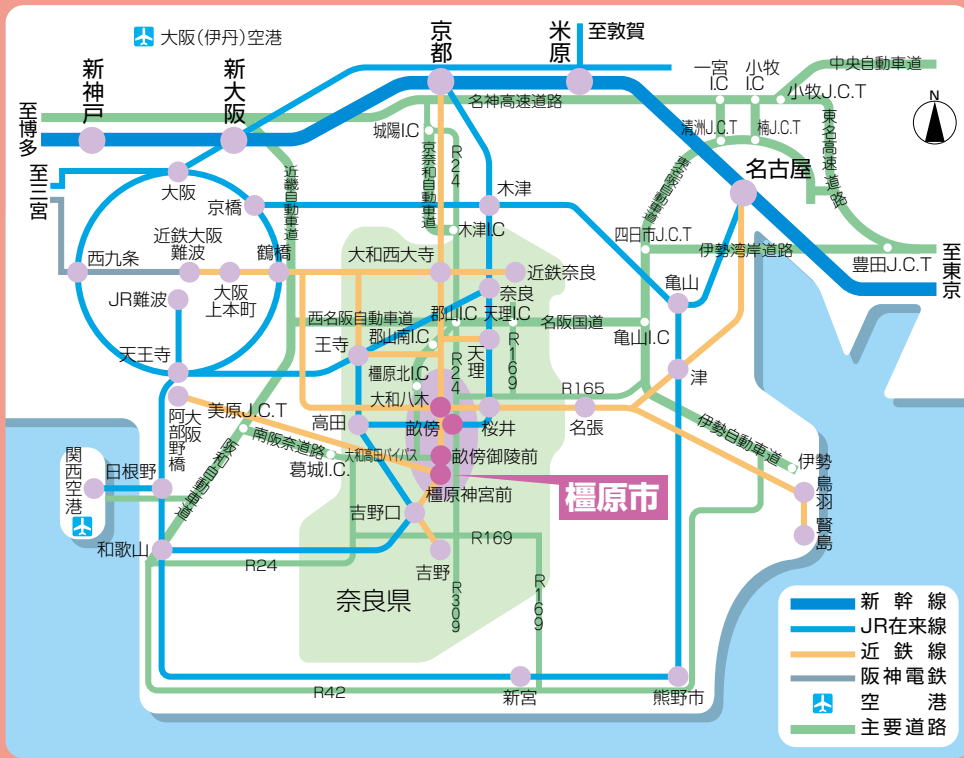 大阪(伊丹)空港
京都
米原
至敦賀
新神戸
新大阪
至博多
至三宮
一宮I.C
小牧I.C
中央自動車道
小牧J.C.T
名神高速道路
城陽I.C
清洲J.C.T
楠J.C.T
東名高速道路
N
大阪
京橋
近畿自動車道
京奈和自動車道
R24
木津
木津I.C
東名阪自動車道
名古屋
四日市J.C.T
伊勢湾岸道路
豊田J.C.T
至東京
西九条
近鉄大阪難波
大阪上本町
鶴橋
大和西大寺
近鉄奈良
奈良
JR難波
西名阪自動車道
郡山I.C
天理I.C
名阪国道
亀山
亀山I.C
天王寺
王寺
郡山南I.C
天理
R169
橿原北I.C
R24
大和八木
R165
津
大阪阿部野橋
美原J.C.T
高田
畝傍
桜井
名張
南阪奈道路
大和高田バイパス
葛城I.C.
畝傍御陵前
伊勢自動車道
伊勢
鳥羽
賢島
関西空港
日根野
阪和自動車道
橿原神宮前
橿原市
吉野口
和歌山
R24
R169
吉野
奈良県
R309
R169
R42
新宮
熊野市
新幹線
JR在来線
近鉄線
阪神電鉄
空港
主要道路